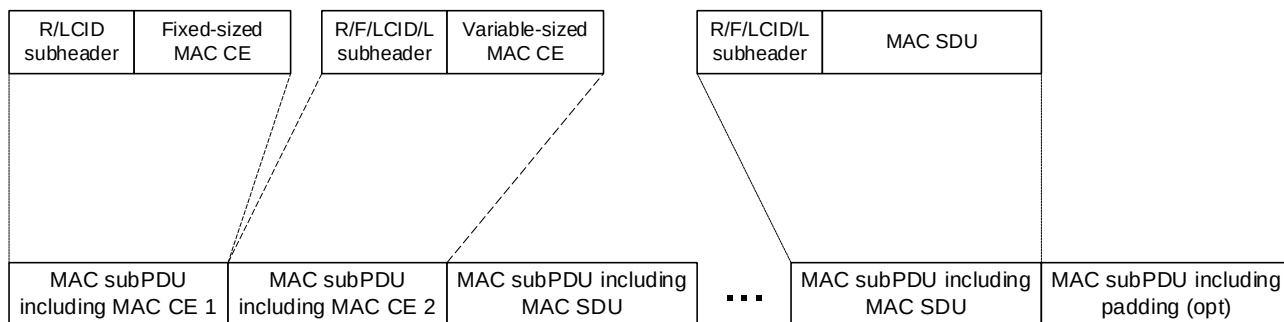 R/LCID
subheader
Fixed-sized
MAC CE
R/F/LCID/L
subheader
Variable-sized
MAC CE
R/F/LCID/L
subheader
MAC SDU
MAC subPDU
including MAC CE 1
MAC subPDU
including MAC CE 2
MAC subPDU including
MAC SDU
...
MAC subPDU including
MAC SDU
MAC subPDU including
padding (opt)